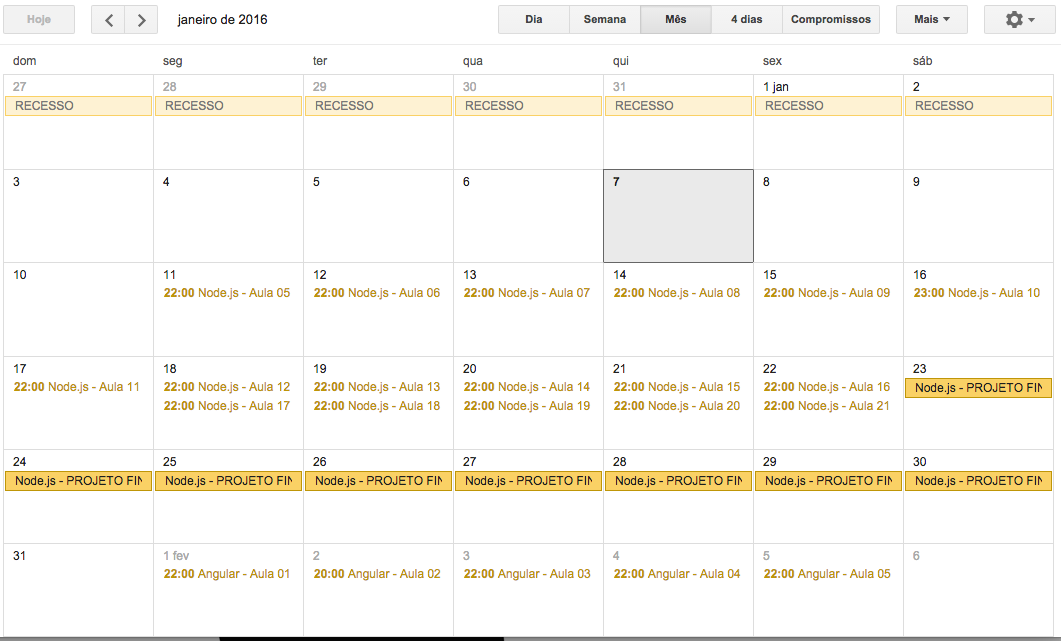 Hoje janeiro de 2016 Dia Semana Mês 4 dias Compromissos Mais
dom seg ter qua qui sex sáb
27 28 29 30 31 1 jan 2
RECESSO RECESSO RECESSO RECESSO RECESSO RECESSO RECESSO
3 4 5 6 7 8 9
10 11 12 13 14 15 16
22:00 Node.js - Aula 05 22:00 Node.js - Aula 06 22:00 Node.js - Aula 07 22:00 Node.js - Aula 08 22:00 Node.js - Aula 09 23:00 Node.js - Aula 10
17 18 19 20 21 22 23
22:00 Node.js - Aula 11 22:00 Node.js - Aula 12 22:00 Node.js - Aula 13 22:00 Node.js - Aula 14 22:00 Node.js - Aula 15 22:00 Node.js - Aula 16 Node.js - PROJETO FIN
22:00 Node.js - Aula 17 22:00 Node.js - Aula 18 22:00 Node.js - Aula 19 22:00 Node.js - Aula 20 22:00 Node.js - Aula 21
24 25 26 27 28 29 30
Node.js - PROJETO FIN Node.js - PROJETO FIN Node.js - PROJETO FIN Node.js - PROJETO FIN Node.js - PROJETO FIN Node.js - PROJETO FIN Node.js - PROJETO FIN
31 1 fev 2 3 4 5 6
22:00 Angular - Aula 01 20:00 Angular - Aula 02 22:00 Angular - Aula 03 22:00 Angular - Aula 04 22:00 Angular - Aula 05